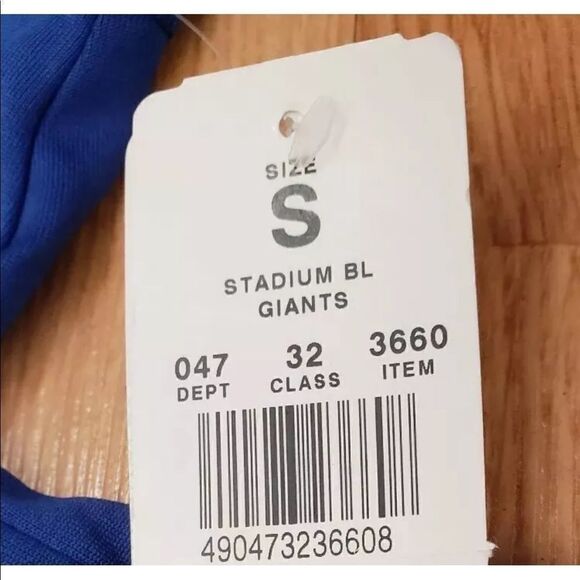 SIZE
S
STADIUM BL
GIANTS
047 32 3660
DEPT CLASS ITEM
490473236608